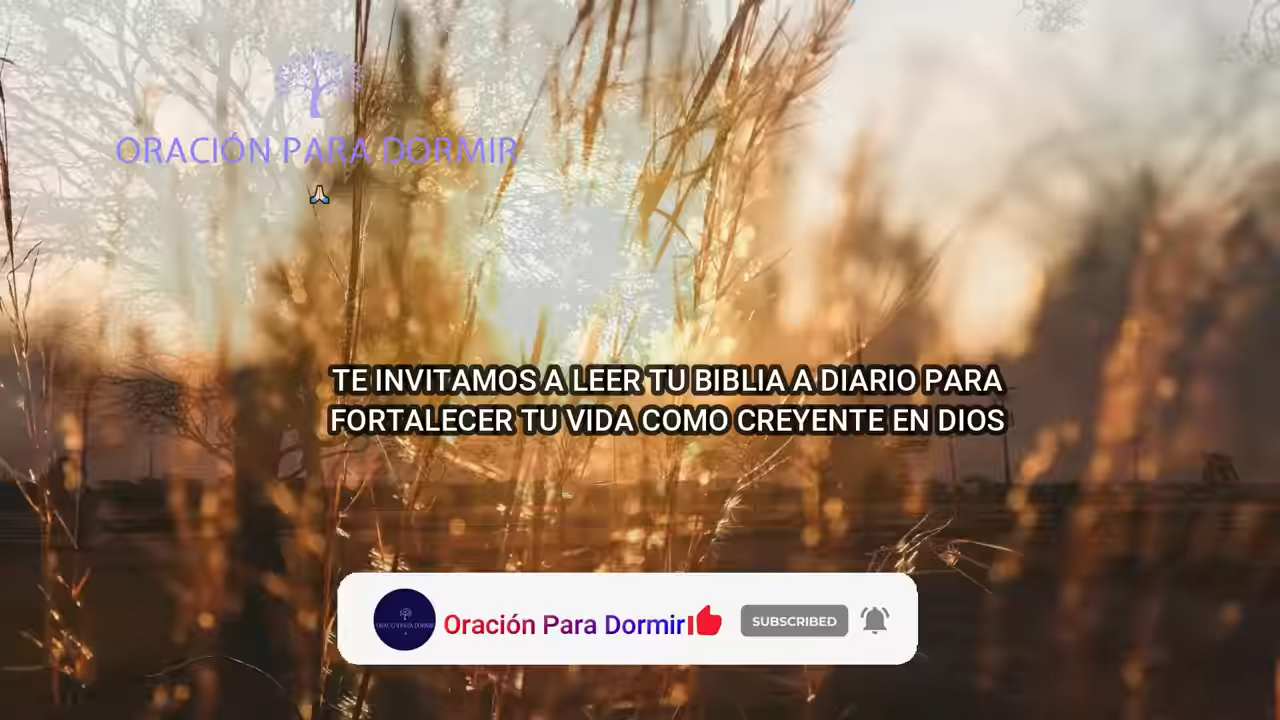 ORACIÓN PARA DORMIR
TE INVITAMOS A LEER TU BIBLIA A DIARIO PARA
FORTALECER TU VIDA COMO CREYENTE EN DIOS
Oración Para Dormir
SUBSCRIBED